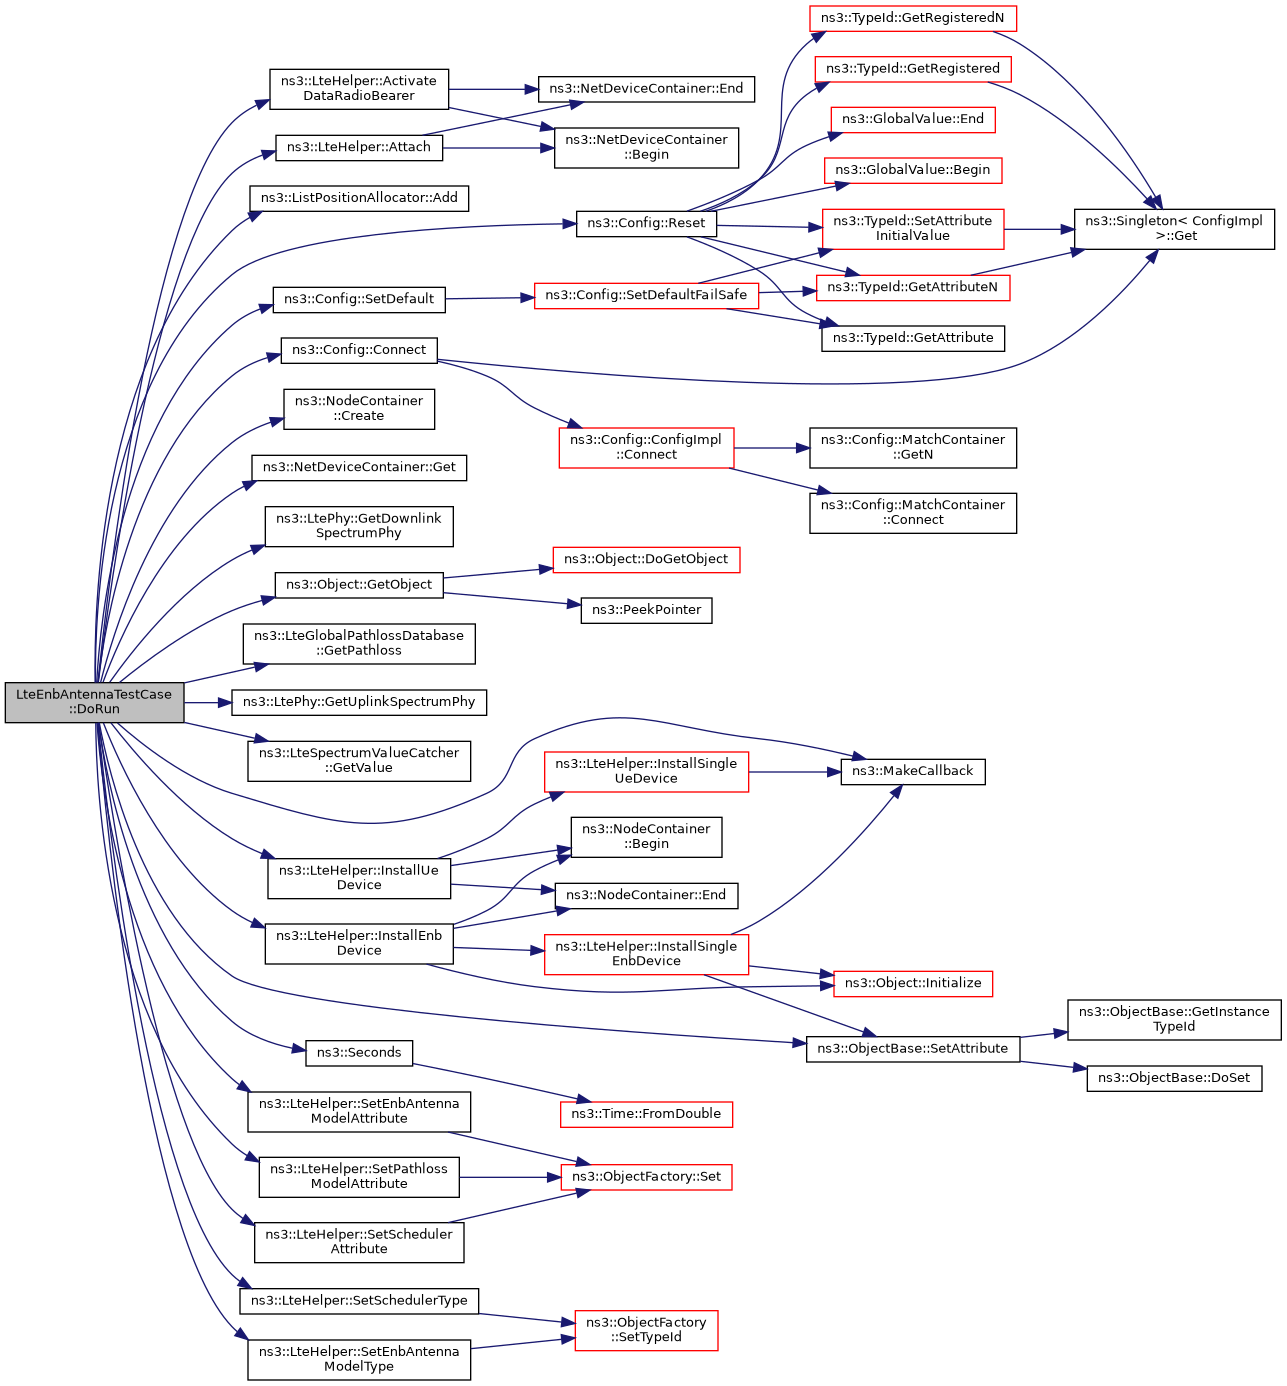 LteEnbAntennaTestCase
::DoRun
ns3::LteHelper::Activate
DataRadioBearer
ns3::LteHelper::Attach
ns3::ListPositionAllocator::Add
ns3::Config::SetDefault
ns3::Config::Connect
ns3::NodeContainer
::Create
ns3::NetDeviceContainer::Get
ns3::LtePhy::GetDownlink
SpectrumPhy
ns3::Object::GetObject
ns3::LteGlobalPathlossDatabase
::GetPathloss
ns3::LtePhy::GetUplinkSpectrumPhy
ns3::LteSpectrumValueCatcher
::GetValue
ns3::LteHelper::InstallUe
Device
ns3::LteHelper::InstallEnb
Device
ns3::Seconds
ns3::LteHelper::SetEnbAntenna
ModelAttribute
ns3::LteHelper::SetPathloss
ModelAttribute
ns3::LteHelper::SetScheduler
Attribute
ns3::LteHelper::SetSchedulerType
ns3::LteHelper::SetEnbAntenna
ModelType
ns3::NetDeviceContainer::End
ns3::NetDeviceContainer
::Begin
ns3::Config::Reset
ns3::Config::SetDefaultFailSafe
ns3::Config::ConfigImpl
::Connect
ns3::Object::DoGetObject
ns3::PeekPointer
ns3::LteHelper::InstallSingle
UeDevice
ns3::NodeContainer
::Begin
ns3::NodeContainer::End
ns3::LteHelper::InstallSingle
EnbDevice
ns3::Time::FromDouble
ns3::ObjectFactory::Set
ns3::ObjectFactory
::SetTypeId
ns3::TypeId::GetRegisteredN
ns3::TypeId::GetRegistered
ns3::GlobalValue::End
ns3::GlobalValue::Begin
ns3::TypeId::SetAttribute
InitialValue
ns3::TypeId::GetAttributeN
ns3::TypeId::GetAttribute
ns3::Config::MatchContainer
::GetN
ns3::Config::MatchContainer
::Connect
ns3::MakeCallback
ns3::Object::Initialize
ns3::ObjectBase::SetAttribute
ns3::Singleton< ConfigImpl
>::Get
ns3::ObjectBase::GetInstance
TypeId
ns3::ObjectBase::DoSet